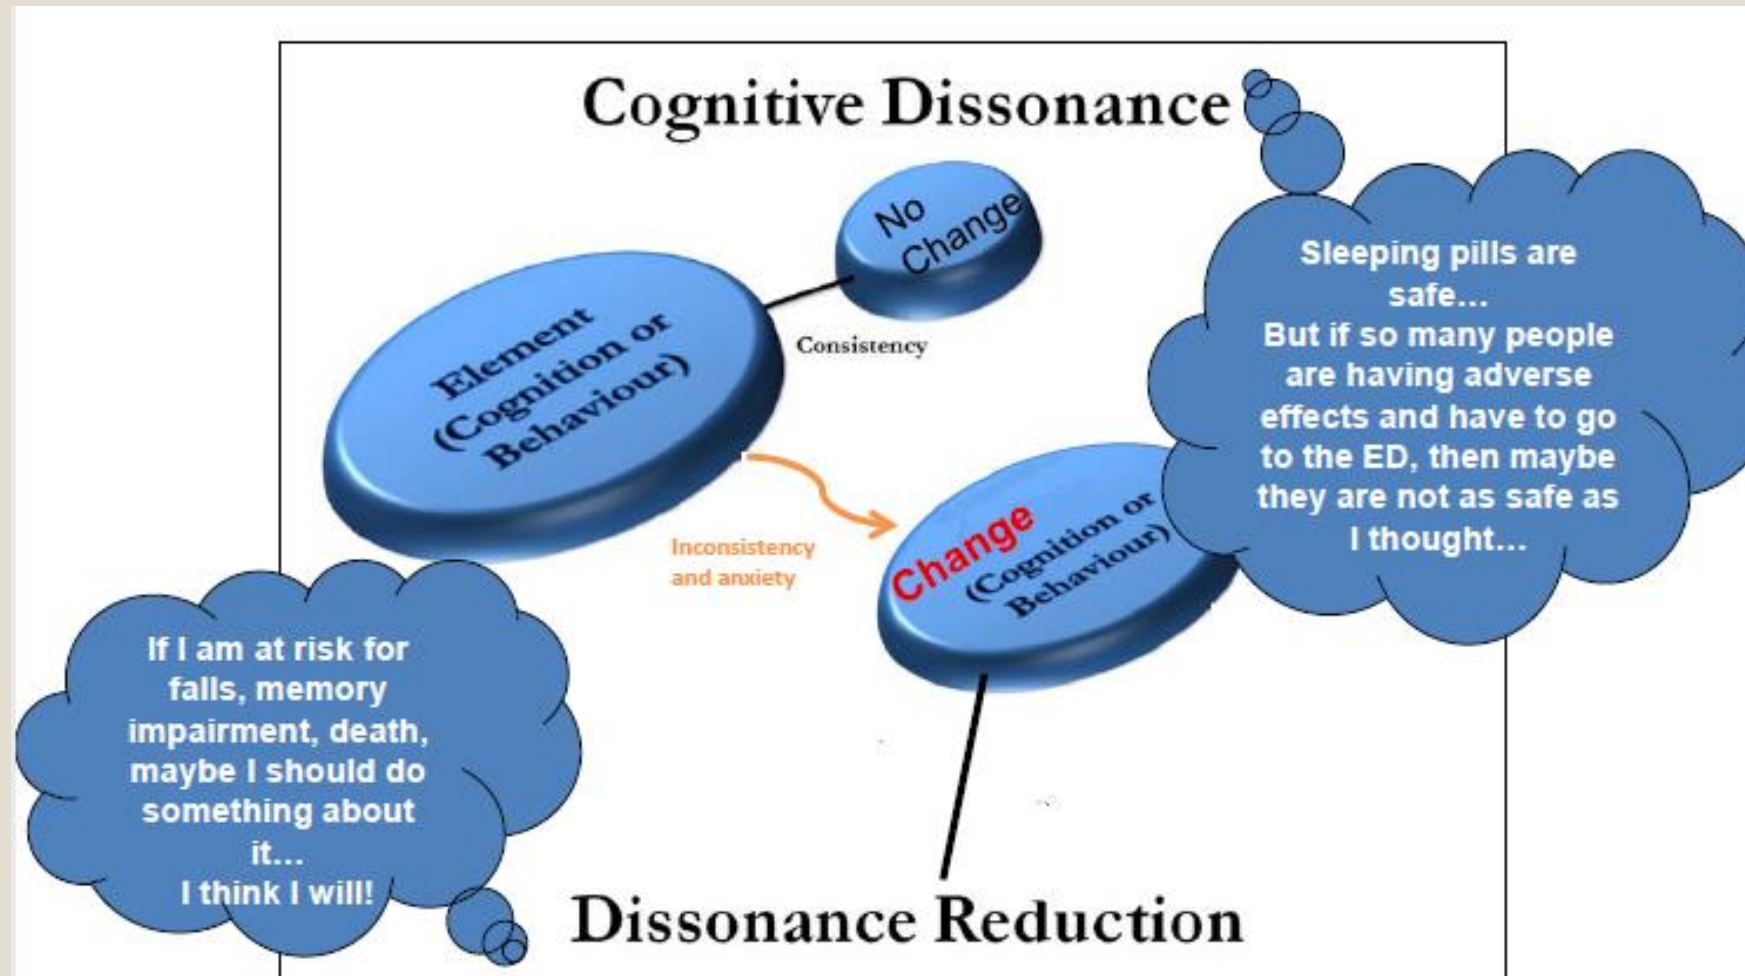 Cognitive Dissonance
No
Change
Element
(Cognition or
Behaviour)
Consistency
Sleeping pills are
safe...
But if so many people
are having adverse
effects and have to go
to the ED, then maybe
they are not as safe as
I thought...
Inconsistency
and anxiety
Change
(Cognition or
Behaviour)
If I am at risk for
falls, memory
impairment, death,
maybe I should do
something about
it...
I think I will!
Dissonance Reduction